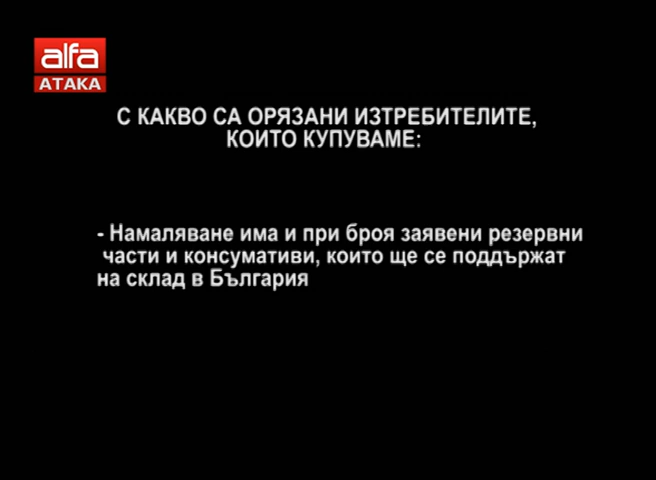 alfa
АТАКА
С КАКВО СА ОРЯЗАНИ ИЗТРЕБИТЕЛИТЕ,
КОИТО КУПУВАМЕ:
- Намаляване има и при броя заявени резервни
части и консумативи, които ще се поддържат
на склад в България